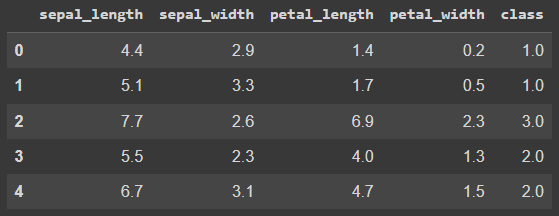 sepal_length sepal_width petal_length petal_width class
0 4.4 2.9 1.4 0.2 1.0
1 5.1 3.3 1.7 0.5 1.0
2 7.7 2.6 6.9 2.3 3.0
3 5.5 2.3 4.0 1.3 2.0
4 6.7 3.1 4.7 1.5 2.0